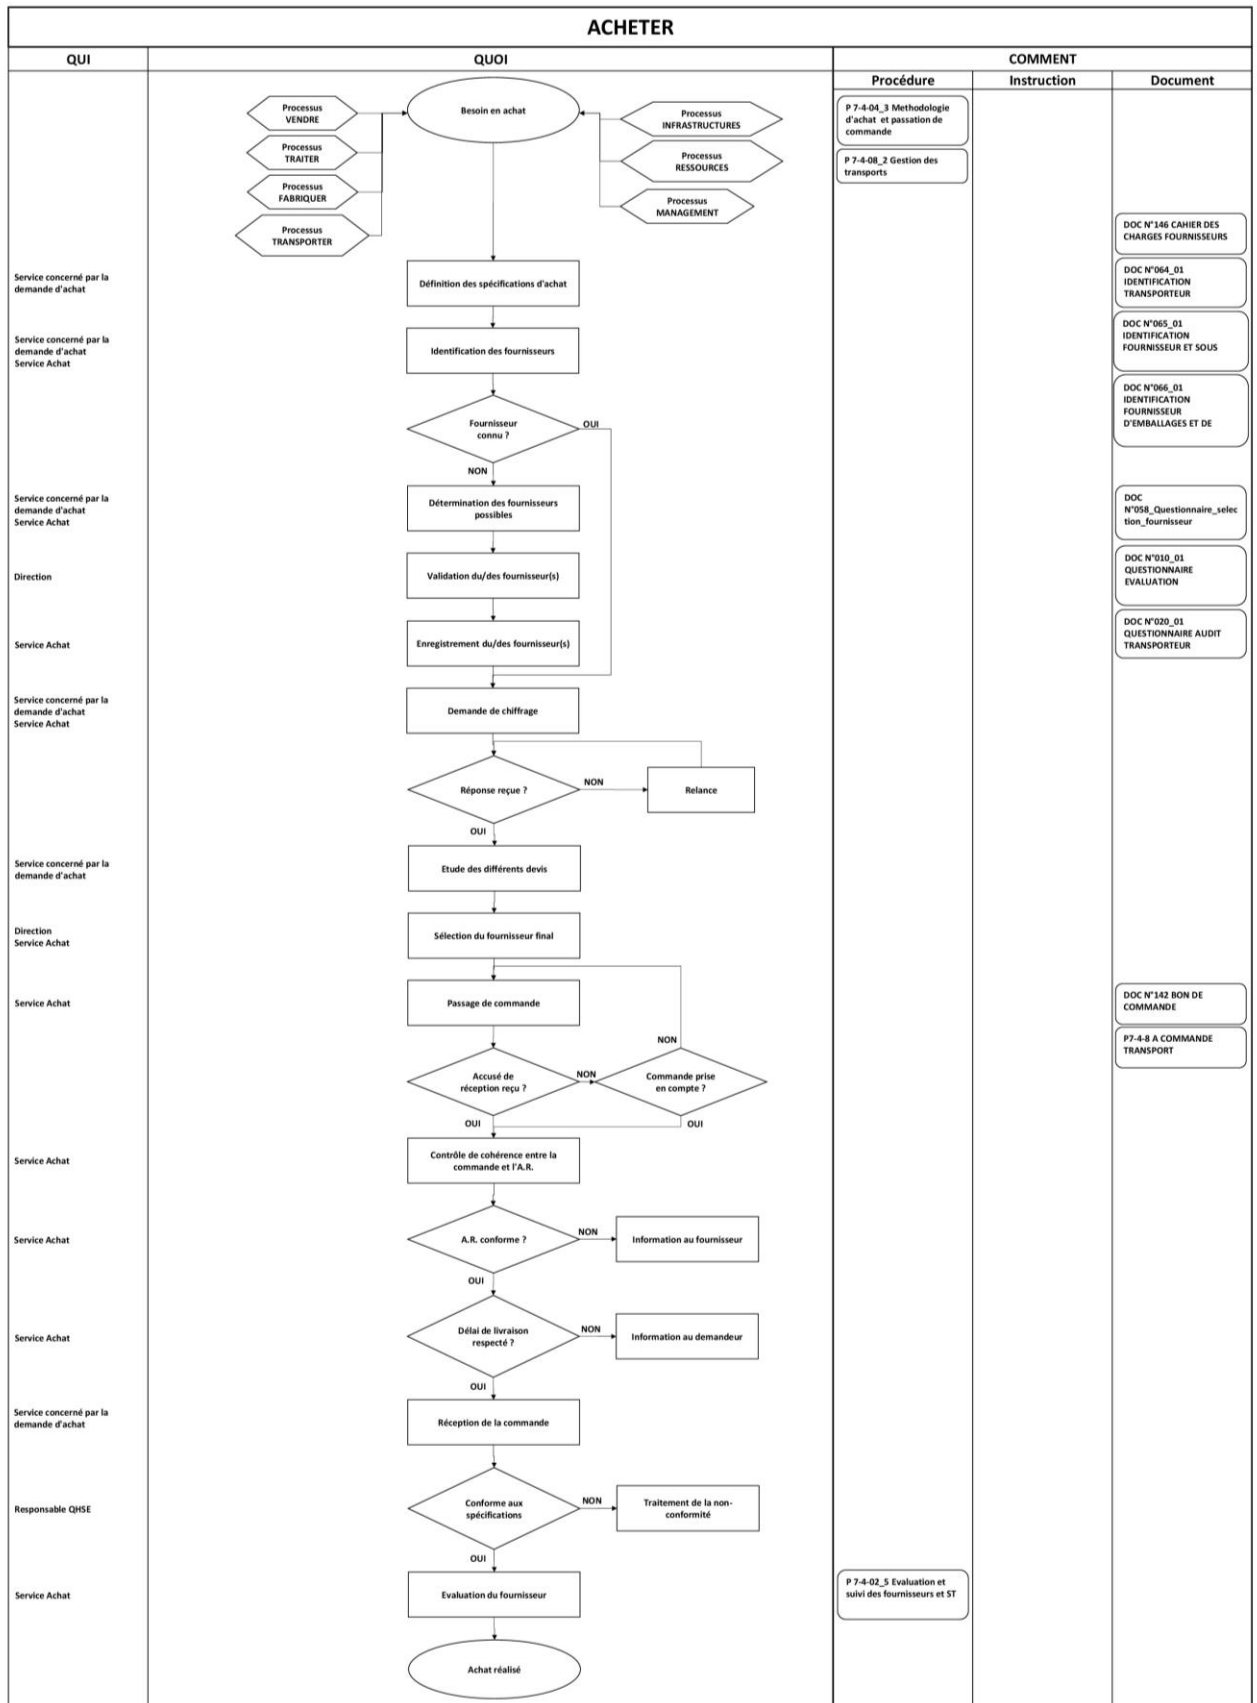 ACHETER
QUI
QUOI
COMMENT
Procédure
Instruction
Document
Processus
VENDRE
Besoin en achat
Processus
INFRASTRUCTURES
P 7-4-04_3 Methodologie
d'achat et passation de
commande
Processus
TRAITER
Processus
RESSOURCES
P 7-4-08_2 Gestion des
transports
Processus
FABRIQUER
Processus
MANAGEMENT
Processus
TRANSPORTER
DOC N°146 CAHIER DES
CHARGES FOURNISSEURS
Service concerné par la
demande d'achat
Définition des spécifications d'achat
DOC N°064_01
IDENTIFICATION
TRANSPORTEUR
Service concerné par la
demande d'achat
Service Achat
Identification des fournisseurs
DOC N°065_01
IDENTIFICATION
FOURNISSEUR ET SOUS
Fournisseur
connu ?
OUI
NON
DOC N°066_01
IDENTIFICATION
FOURNISSEUR
D'EMBALLAGES ET DE
Service concerné par la
demande d'achat
Service Achat
Détermination des fournisseurs
possibles
DOC
N°058_Questionnaire_selec
tion_fournisseur
Direction
Validation du/des fournisseur(s)
DOC N°010_01
QUESTIONNAIRE
EVALUATION
Service Achat
Enregistrement du/des fournisseur(s)
DOC N°020_01
QUESTIONNAIRE AUDIT
TRANSPORTEUR
Service concerné par la
demande d'achat
Service Achat
Demande de chiffrage
Réponse reçue ?
NON
Relance
OUI
Service concerné par la
demande d'achat
Etude des différents devis
Direction
Service Achat
Sélection du fournisseur final
Service Achat
Passage de commande
DOC N°142 BON DE
COMMANDE
P7-4-8 A COMMANDE
TRANSPORT
NON
Accusé de
réception reçu ?
NON
Commande prise
en compte ?
OUI
OUI
Service Achat
Contrôle de cohérence entre la
commande et l'A.R.
Service Achat
A.R. conforme ?
NON
Information au fournisseur
OUI
Service Achat
Délai de livraison
respecté ?
NON
Information au demandeur
OUI
Service concerné par la
demande d'achat
Réception de la commande
Responsable QHSE
Conforme aux
spécifications
NON
Traitement de la non-
conformité
OUI
Service Achat
Evaluation du fournisseur
P 7-4-02_5 Evaluation et
suivi des fournisseurs et ST
Achat réalisé